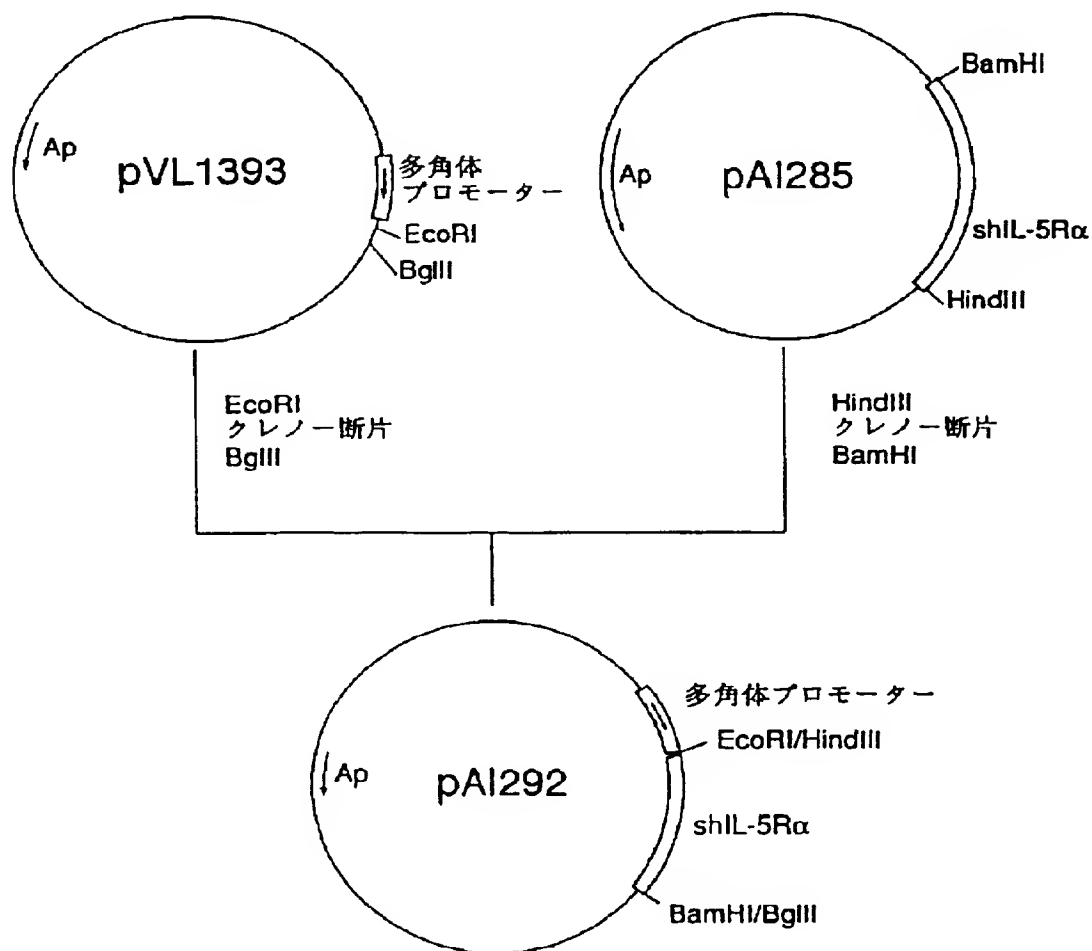 Ap
pVL1393
多角体
プロモーター
EcoRI
BglII
BamHI
Ap
pAI285
shIL-5Rα
HindIII
EcoRI
クレノー断片
BglII
HindIII
クレノー断片
BamHI
多角体プロモーター
EcoRI/HindIII
Ap
pAI292
shIL-5Rα
BamHI/BglII